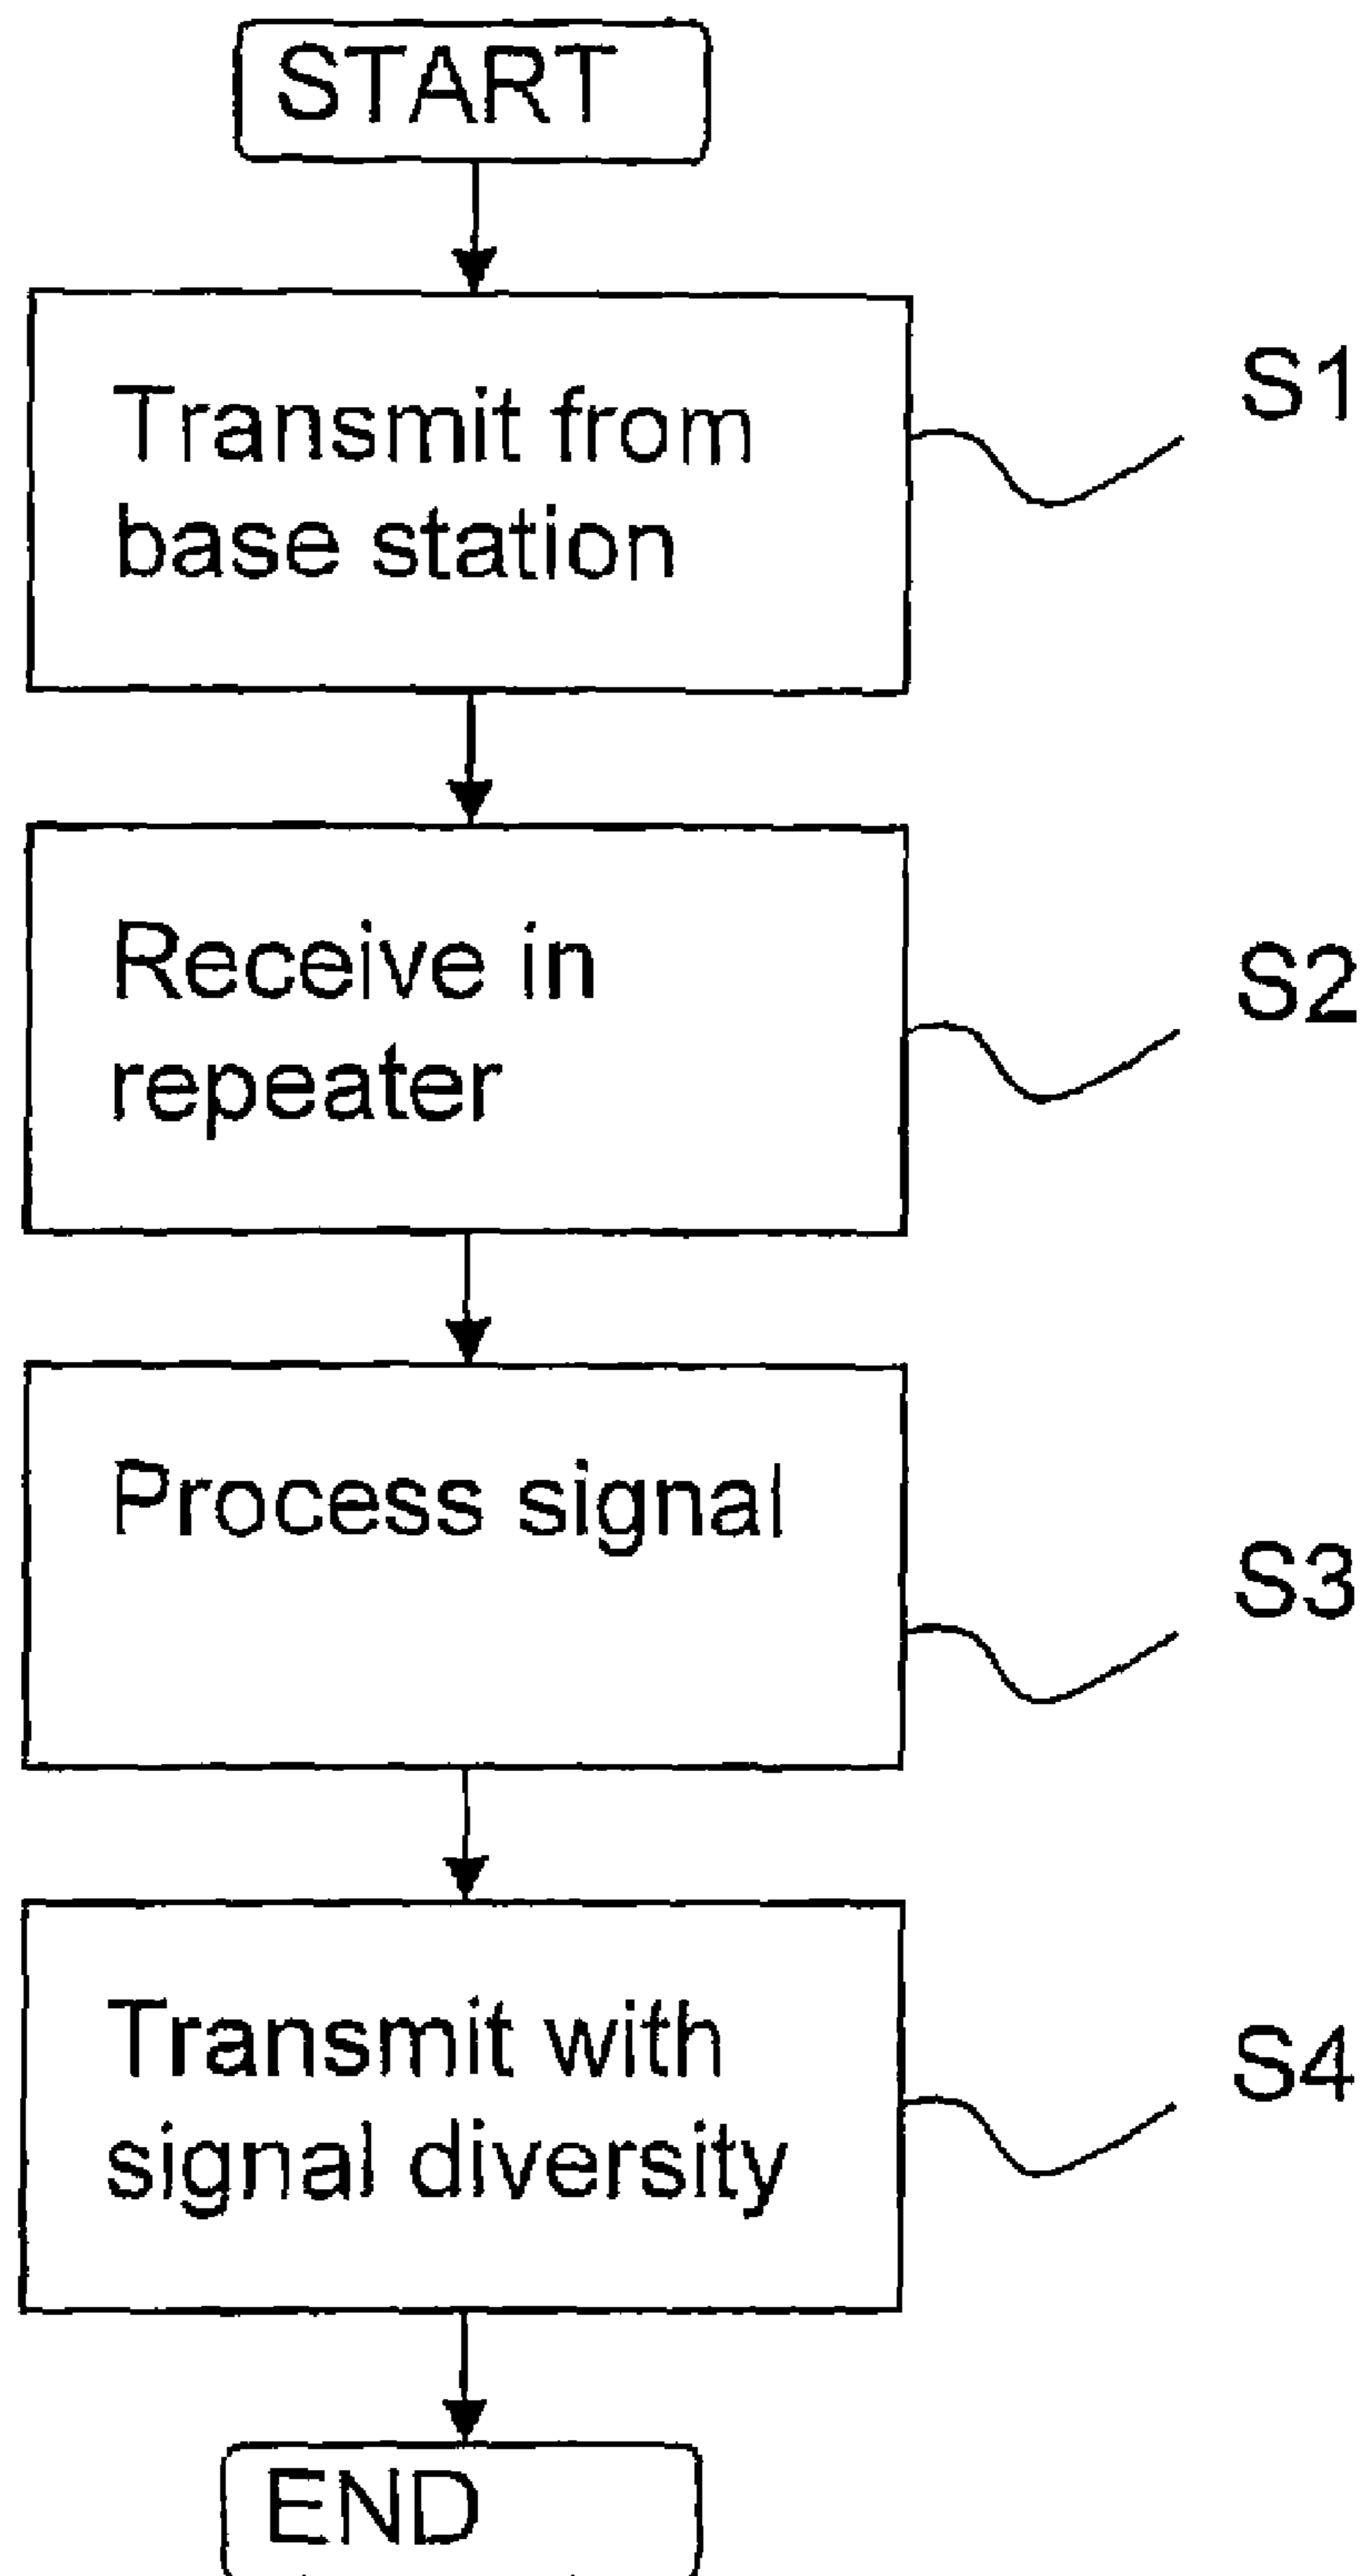 START
Transmit from
base station
S1
Receive in
repeater
S2
Process signal
S3
Transmit with
signal diversity
S4
END